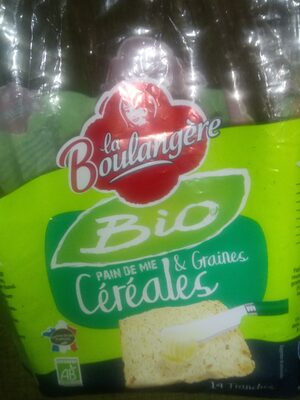 la
Boulangère
Bio
PAIN DE MIE
Céréales & Graines
AB
14 Tranches